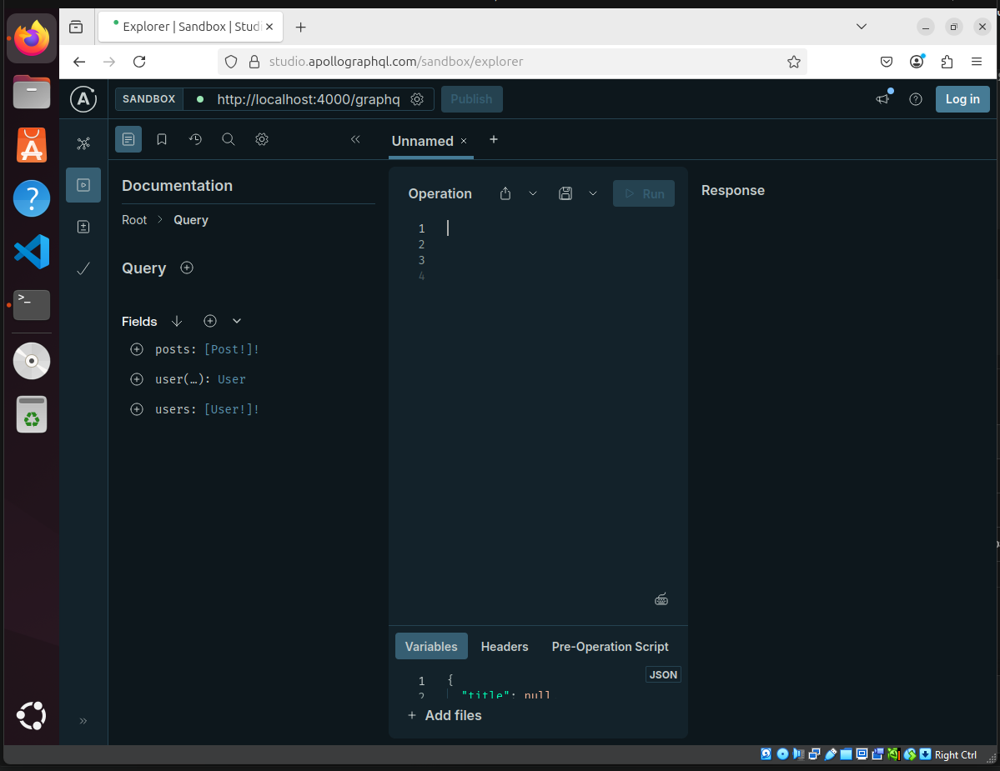 Explorer | Sandbox | Studi
studio.apollographql.com/sandbox/explorer
SANDBOX
http://localhost:4000/graphq
Publish
Log in
Unnamed
Documentation
Root > Query
Query
Fields
posts: [Post!]!
user(…): User
users: [User!]!
Operation
Run
1
2
3
4
Response
Variables
Headers
Pre-Operation Script
JSON
1 {
2 "title": null
+ Add files
Right Ctrl